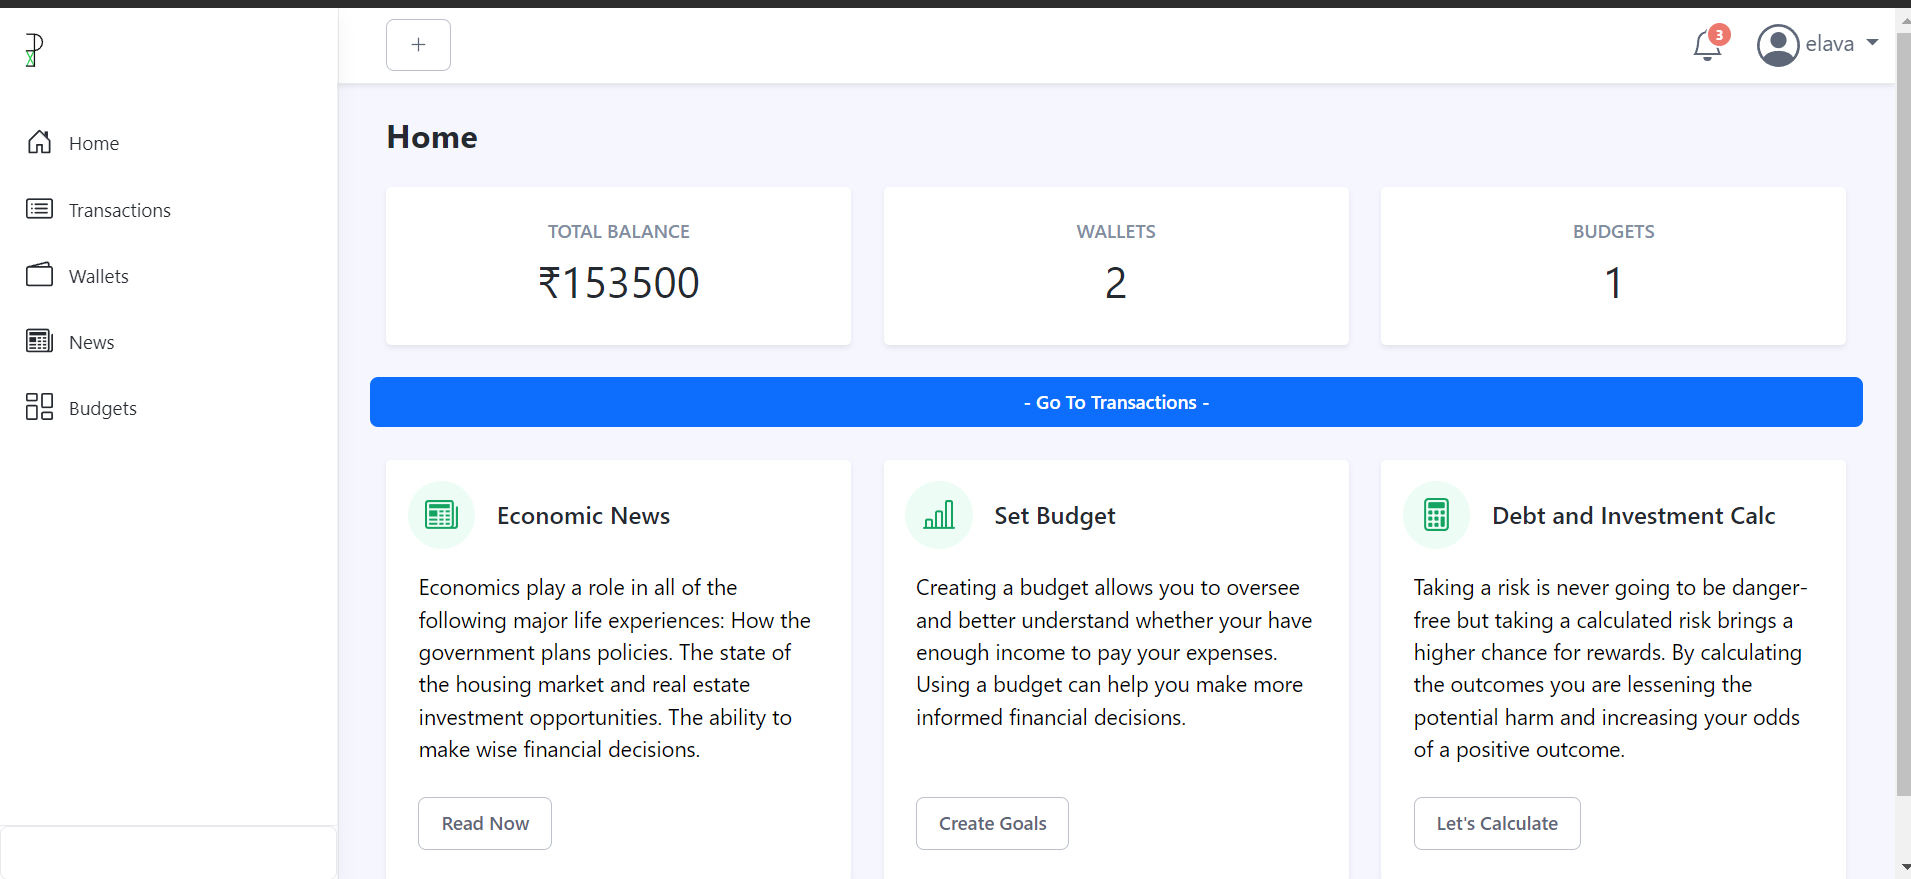 +
3
elava
Home
Transactions
Wallets
News
Budgets
Home
TOTAL BALANCE
₹153500
WALLETS
2
BUDGETS
1
- Go To Transactions -
Economic News
Economics play a role in all of the
following major life experiences: How the
government plans policies. The state of
the housing market and real estate
investment opportunities. The ability to
make wise financial decisions.
Read Now
Set Budget
Creating a budget allows you to oversee
and better understand whether your have
enough income to pay your expenses.
Using a budget can help you make more
informed financial decisions.
Create Goals
Debt and Investment Calc
Taking a risk is never going to be danger-
free but taking a calculated risk brings a
higher chance for rewards. By calculating
the outcomes you are lessening the
potential harm and increasing your odds
of a positive outcome.
Let's Calculate